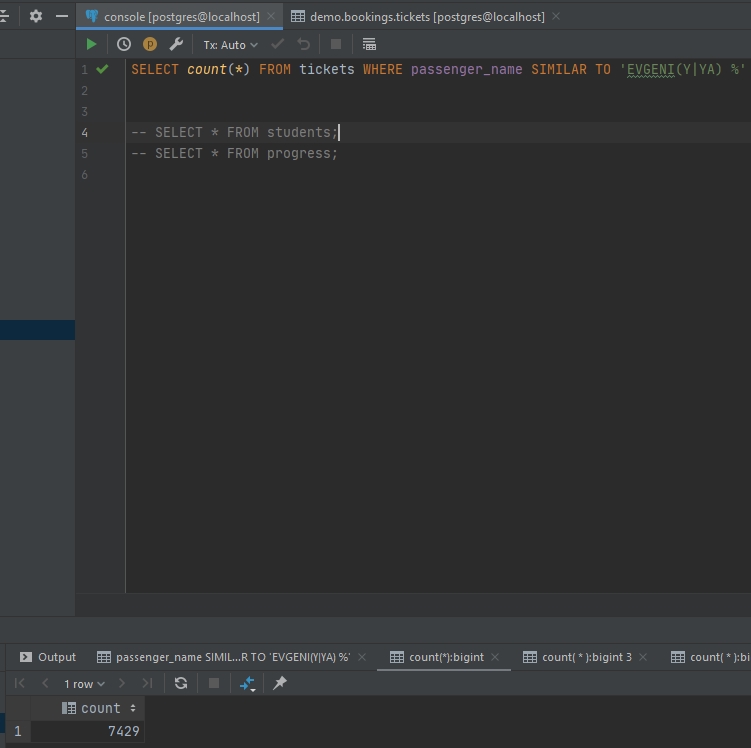 console [postgres@localhost]
demo.bookings.tickets [postgres@localhost]
Tx: Auto
1 SELECT count(*) FROM tickets WHERE passenger_name SIMILAR TO 'EVGENI(Y|YA) %'
2
3
4 -- SELECT * FROM students;
5 -- SELECT * FROM progress;
6
Output
passenger_name SIMIL...R TO 'EVGENI(Y|YA) %'
count(*):bigint
count( * ):bigint 3
count( * ):bi
1 row
count
1 7429